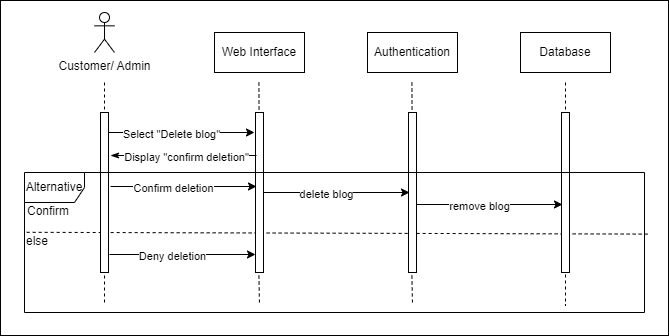 Customer/ Admin
Web Interface
Authentication
Database
Select "Delete blog"
Display "confirm deletion"
Alternative
Confirm deletion
delete blog
remove blog
Confirm
else
Deny deletion